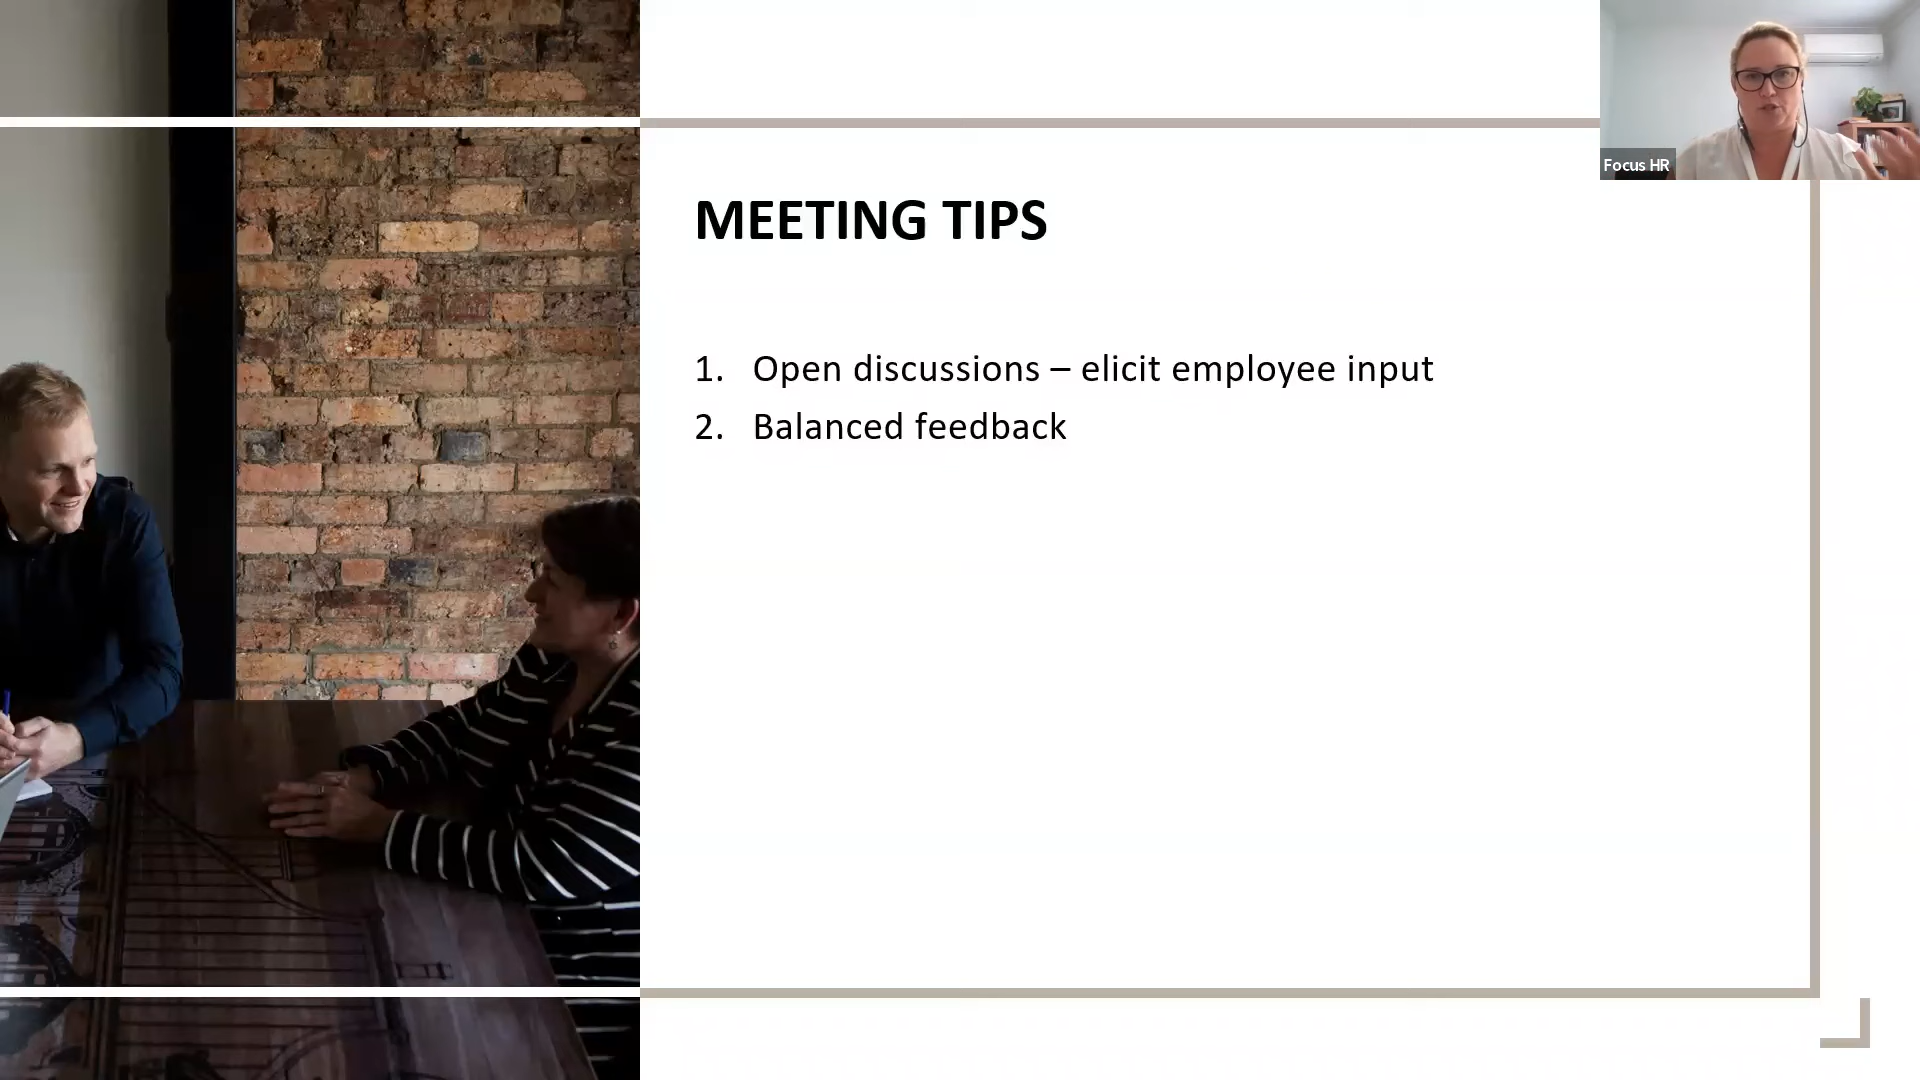 Focus HR
MEETING TIPS
1. Open discussions – elicit employee input
2. Balanced feedback